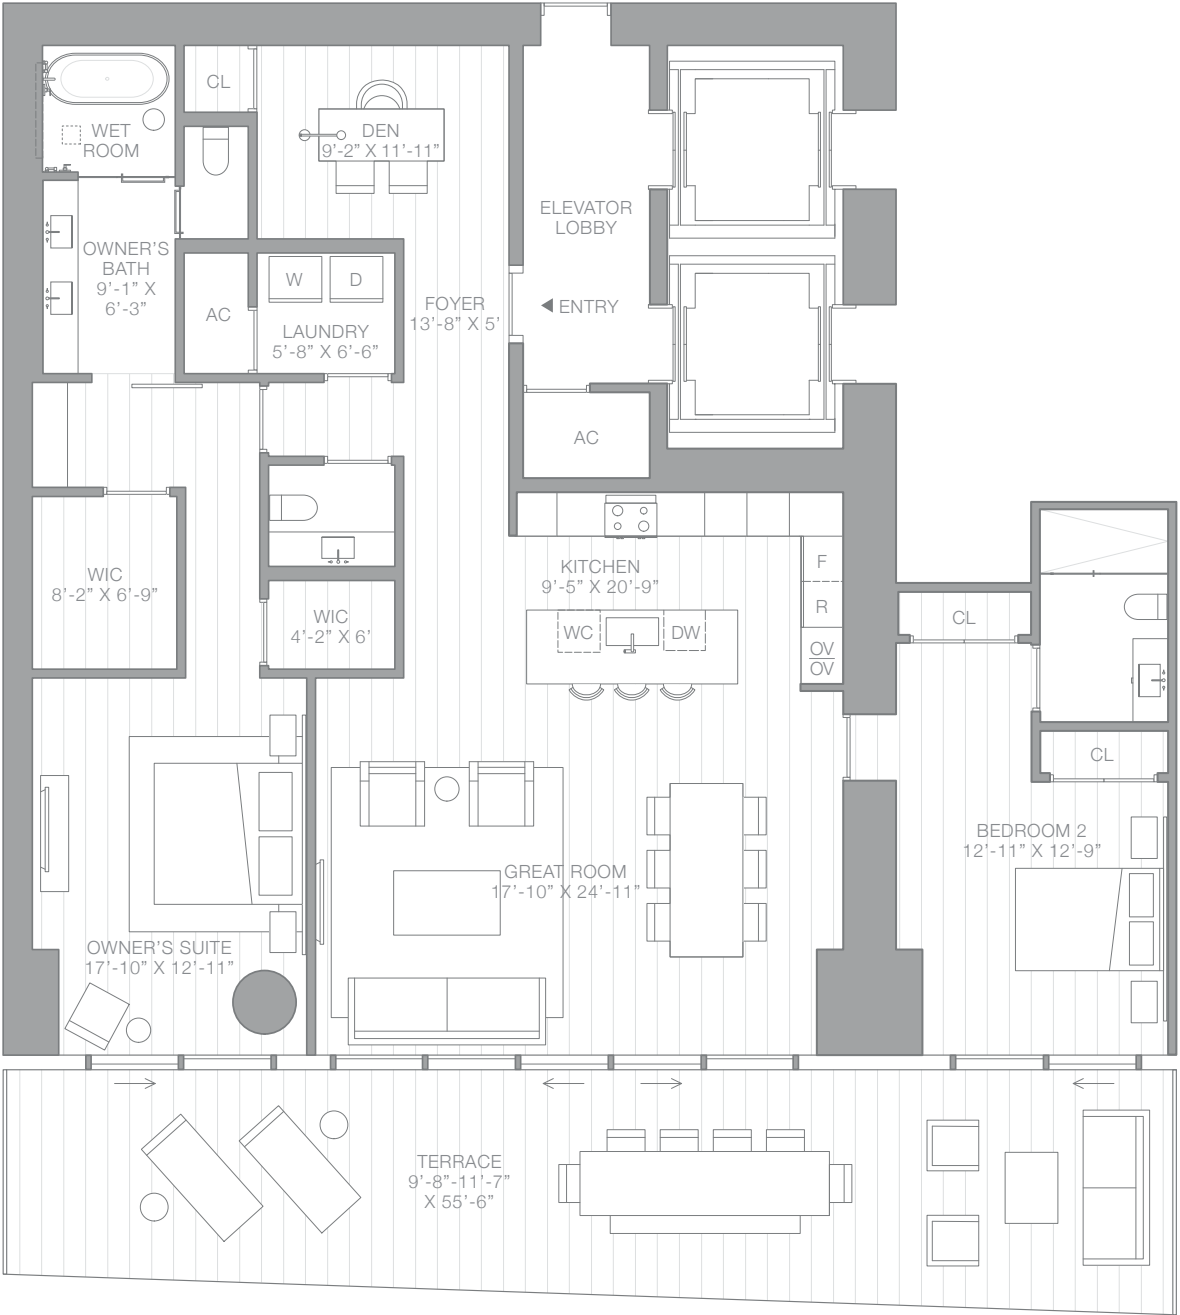 CL
WET
ROOM
DEN
9'-2" X 11'-11"
ELEVATOR
LOBBY
OWNER'S
BATH
9'-1" X
6'-3"
W
D
AC
LAUNDRY
5'-8" X 6'-6"
FOYER
13'-8" X 5'
ENTRY
AC
WIC
8'-2" X 6'-9"
WIC
4'-2" X 6'
KITCHEN
9'-5" X 20'-9"
F
R
WC
DW
OV
OV
CL
CL
BEDROOM 2
12'-11" X 12'-9"
GREAT ROOM
17'-10" X 24'-11"
OWNER'S SUITE
17'-10" X 12'-11"
TERRACE
9'-8"-11'-7"
X 55'-6"